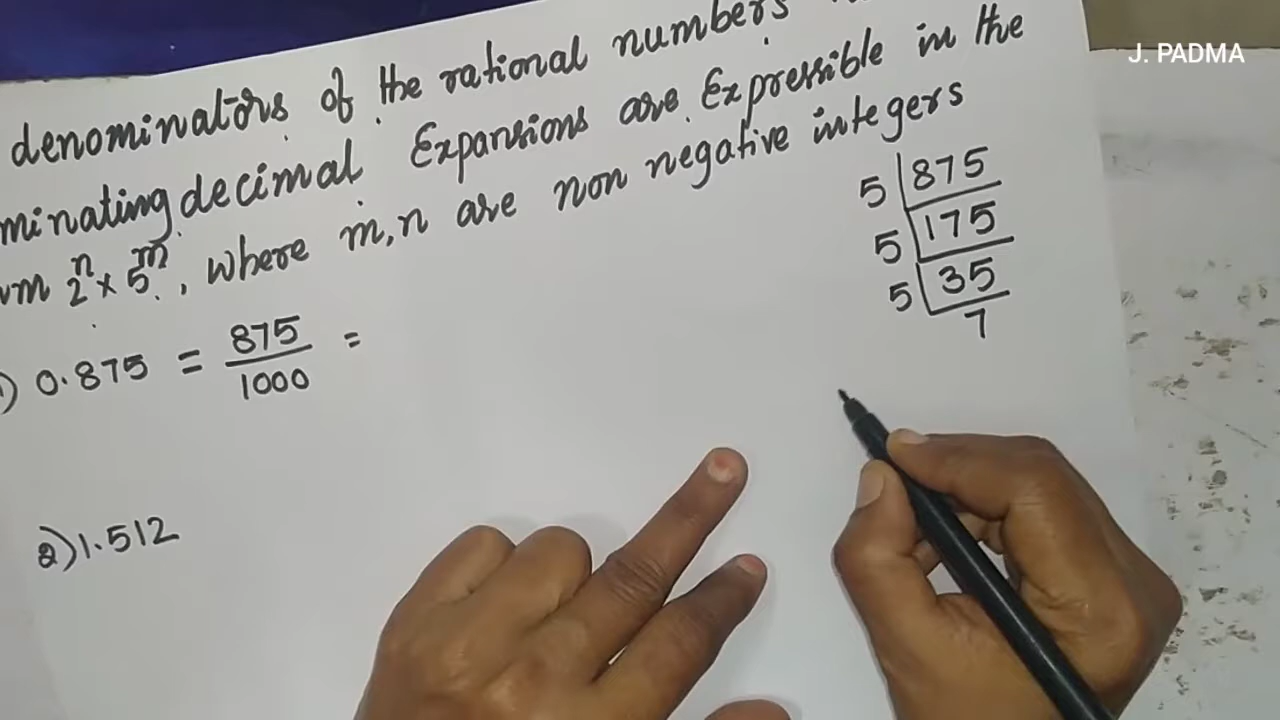 J. PADMA
denominators of the rational numbers
minating decimal Expansions are Expressible in the
2ⁿ × 5ᵐ, where m,n are non negative integers
1) 0.875 = 875/1000 =
5 | 875
5 | 175
5 | 35
7
2) 1.512